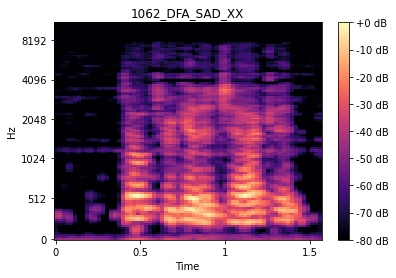 1062_DFA_SAD_XX
8192
4096
2048
1024
512
0
Hz
0
0.5
1
1.5
Time
+0 dB
-10 dB
-20 dB
-30 dB
-40 dB
-50 dB
-60 dB
-70 dB
-80 dB